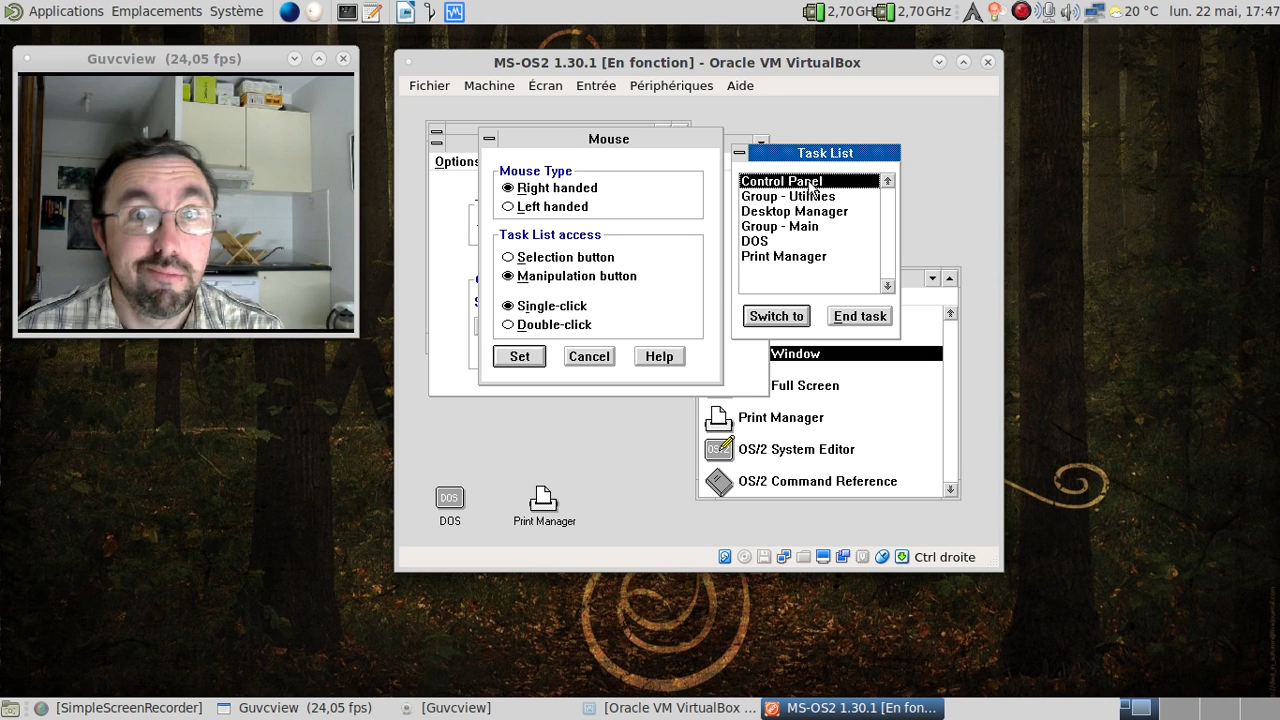 Applications Emplacements Système
2,70 GHz 2,70 GHz 20 °C lun. 22 mai, 17:47
Guvcview (24,05 fps)
MS-OS2 1.30.1 [En fonction] - Oracle VM VirtualBox
Fichier Machine Écran Entrée Périphériques Aide
Options
Mouse
Mouse Type
Right handed
Left handed
Task List access
Selection button
Manipulation button
Single-click
Double-click
Set Cancel Help
Task List
Control Panel
Group - Utilities
Desktop Manager
Group - Main
DOS
Print Manager
Switch to End task
Window
Full Screen
Print Manager
OS/2 System Editor
OS/2 Command Reference
DOS
DOS
Print Manager
Ctrl droite
[SimpleScreenRecorder] Guvcview (24,05 fps) [Guvcview] [Oracle VM VirtualBox ... MS-OS2 1.30.1 [En fon...